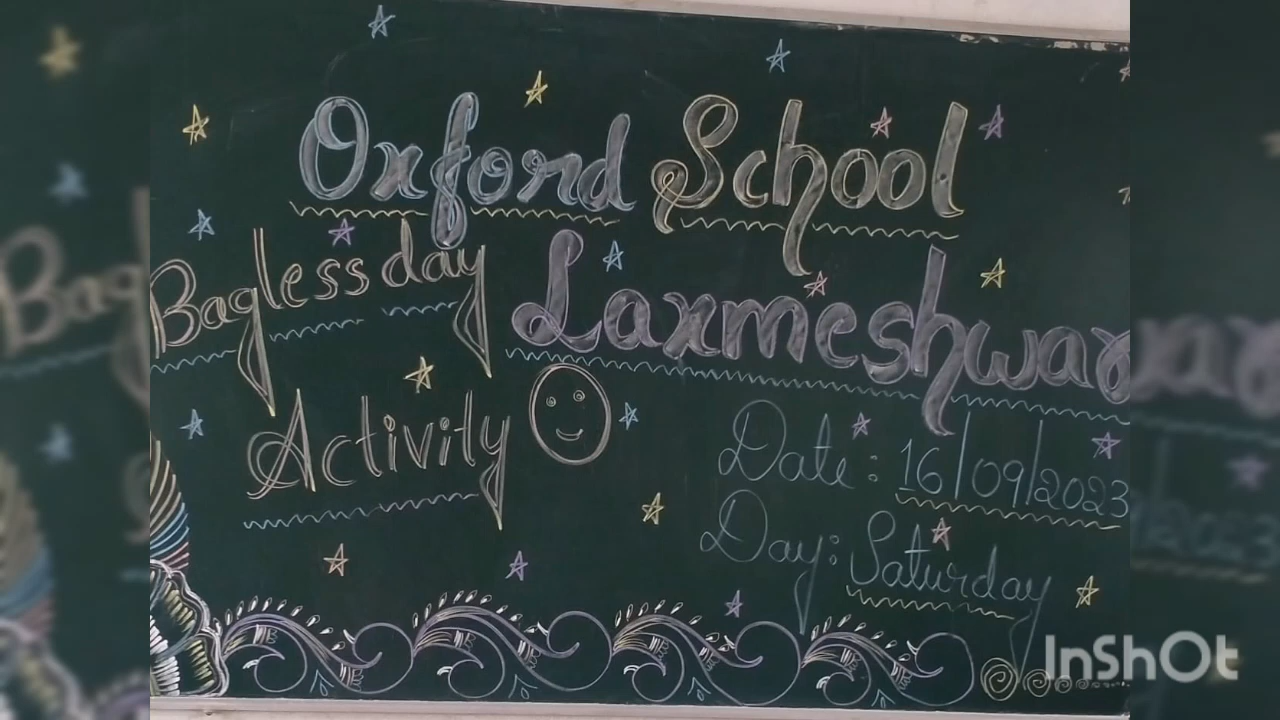 Oxford School
Bagless day
Laxmeshwar
Activity
Date: 16/09/2023
Day: Saturday
InShOt